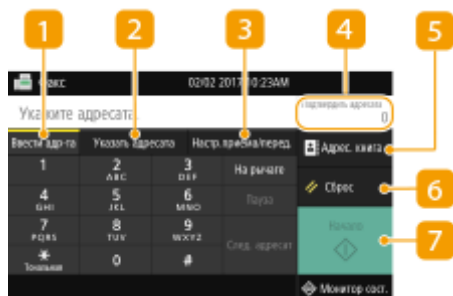 1 2 3 4 5
Факс 02/02 2017 10:23AM
Укажите адресата.
Подтвердить адресата
0
Ввести адр-та Указать адресата Настр. приема/перед. Адрес. книга
1 2 ABC 3 DEF На рычаге
Сброс 6
4 GHI 5 JKL 6 MNO Пауза
7 PQRS 8 TUV 9 WXYZ След. адресат
Начало 7
* Тональная 0 #
Монитор сост.